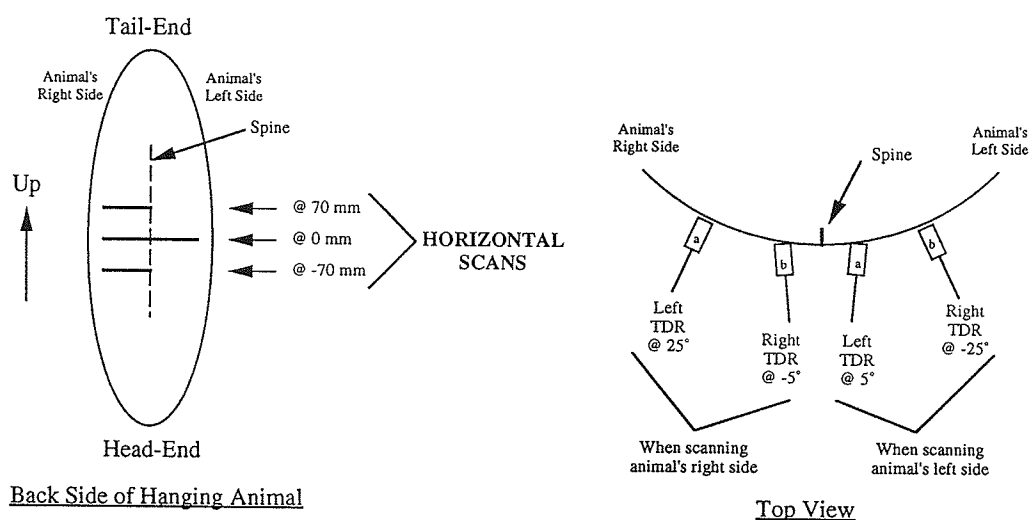 Tail-End
Animal's
Right Side
Animal's
Left Side
Spine
Up
@ 70 mm
@ 0 mm
@ -70 mm
HORIZONTAL
SCANS
Head-End
Back Side of Hanging Animal
Animal's
Right Side
Spine
Animal's
Left Side
a
b
a
b
Left
TDR
@ 25°
Right
TDR
@ -5°
Left
TDR
@ 5°
Right
TDR
@ -25°
When scanning
animal's right side
When scanning
animal's left side
Top View